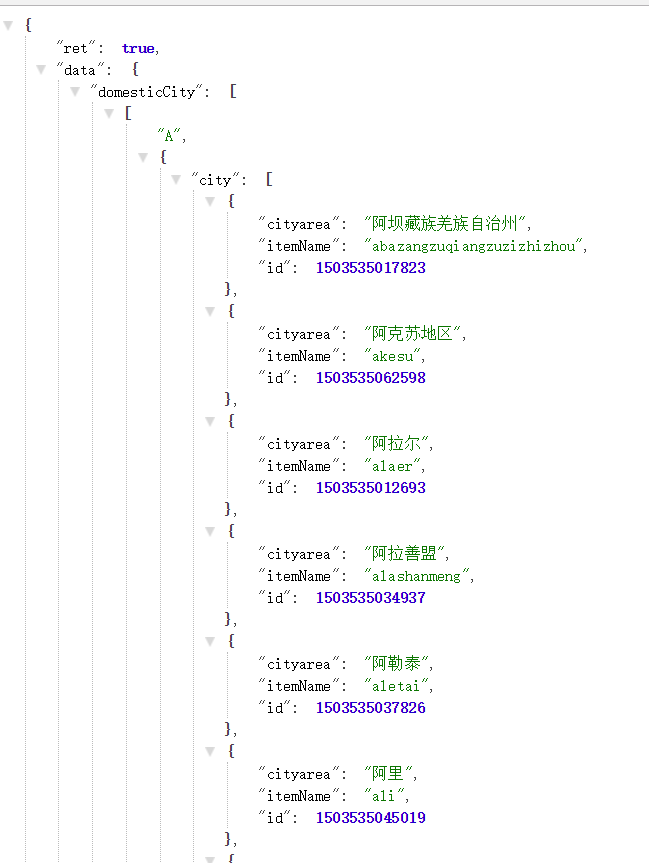 {
"ret": true,
"data": {
"domesticCity": [
[
"A",
{
"city": [
{
"cityarea": "阿坝藏族羌族自治州",
"itemName": "abazangzuqiangzuzizhizhou",
"id": 1503535017823
},
{
"cityarea": "阿克苏地区",
"itemName": "akesu",
"id": 1503535062598
},
{
"cityarea": "阿拉尔",
"itemName": "alaer",
"id": 1503535012693
},
{
"cityarea": "阿拉善盟",
"itemName": "alashanmeng",
"id": 1503535034937
},
{
"cityarea": "阿勒泰",
"itemName": "aletai",
"id": 1503535037826
},
{
"cityarea": "阿里",
"itemName": "ali",
"id": 1503535045019
},
{